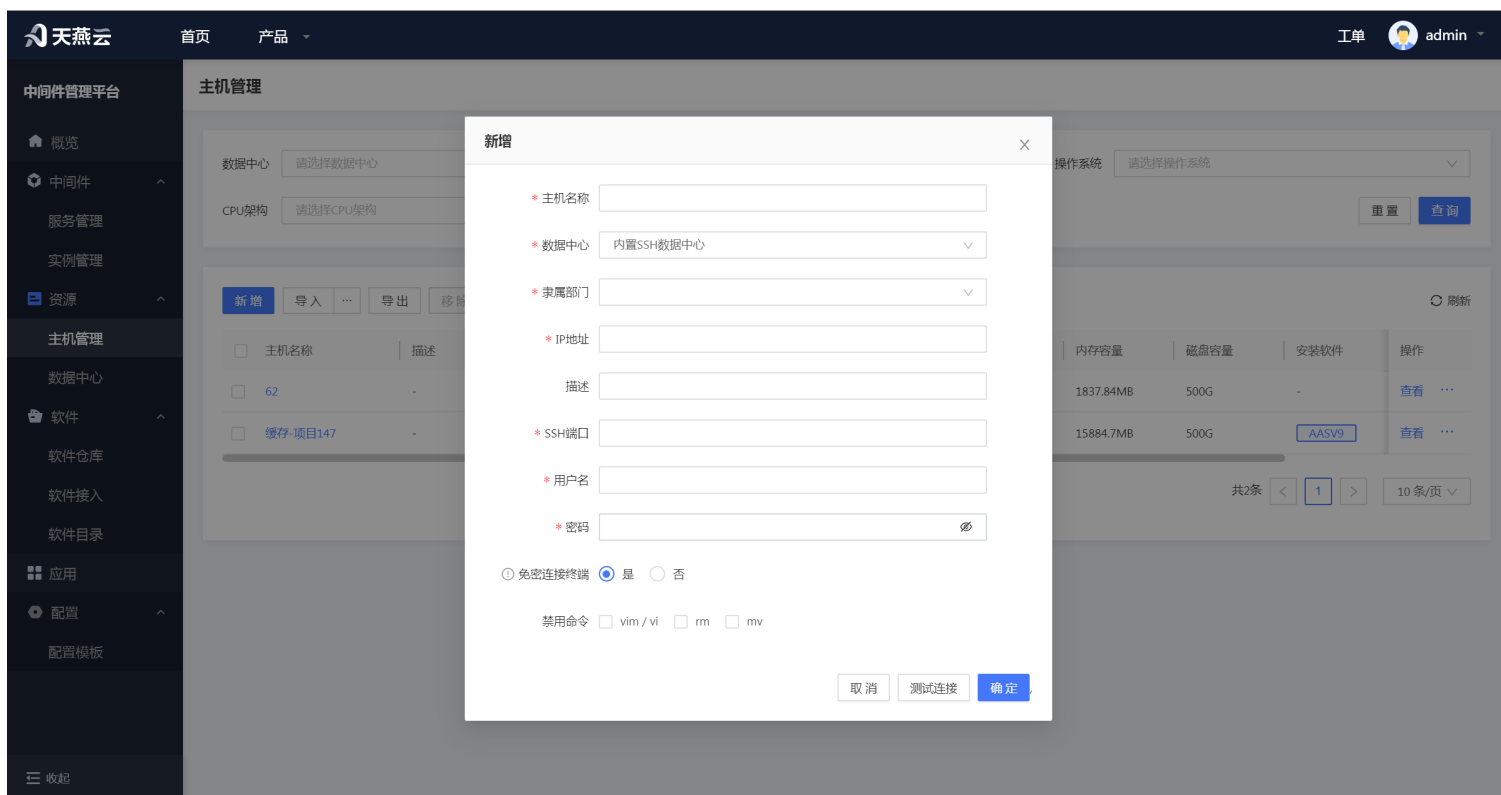 天燕云 首页 产品 工单 admin
中间件管理平台
概览
中间件
服务管理
实例管理
资源
主机管理
数据中心
软件
软件仓库
软件接入
软件目录
应用
配置
配置模板
收起
主机管理
数据中心 请选择数据中心 操作系统 请选择操作系统
CPU架构 请选择CPU架构 重置 查询
新增 导入 ··· 导出 移除 刷新
主机名称 描述 内存容量 磁盘容量 安装软件 操作
62 - 1837.84MB 500G - 查看 ···
缓存-项目147 - 15884.7MB 500G AASV9 查看 ···
共2条 < 1 > 10 条/页
新增
* 主机名称
* 数据中心 内置SSH数据中心
* 隶属部门
* IP地址
描述
* SSH端口
* 用户名
* 密码
免密连接终端 是 否
禁用命令 vim / vi rm mv
取消 测试连接 确定